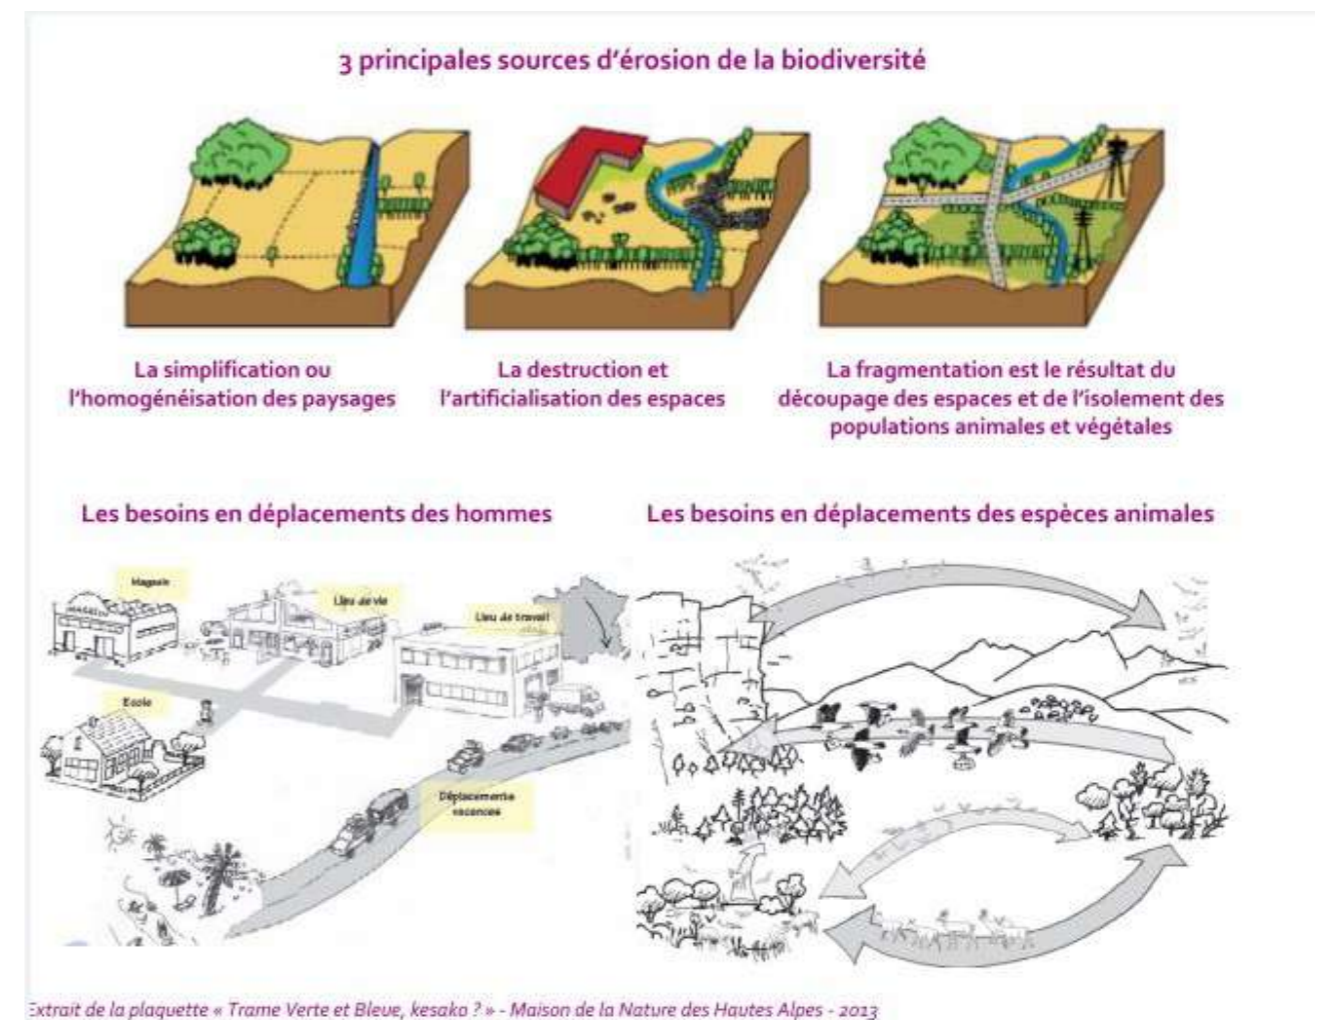 3 principales sources d'érosion de la biodiversité
La simplification ou
l'homogénéisation des paysages
La destruction et
l'artificialisation des espaces
La fragmentation est le résultat du
découpage des espaces et de l'isolement des
populations animales et végétales
Les besoins en déplacements des hommes
Les besoins en déplacements des espèces animales
Magasin
Lieu de vie
Lieu de travail
MAGASIN
Ecole
Déplacements
vacances
Extrait de la plaquette « Trame Verte et Bleue, kesako ? » - Maison de la Nature des Hautes Alpes - 2013